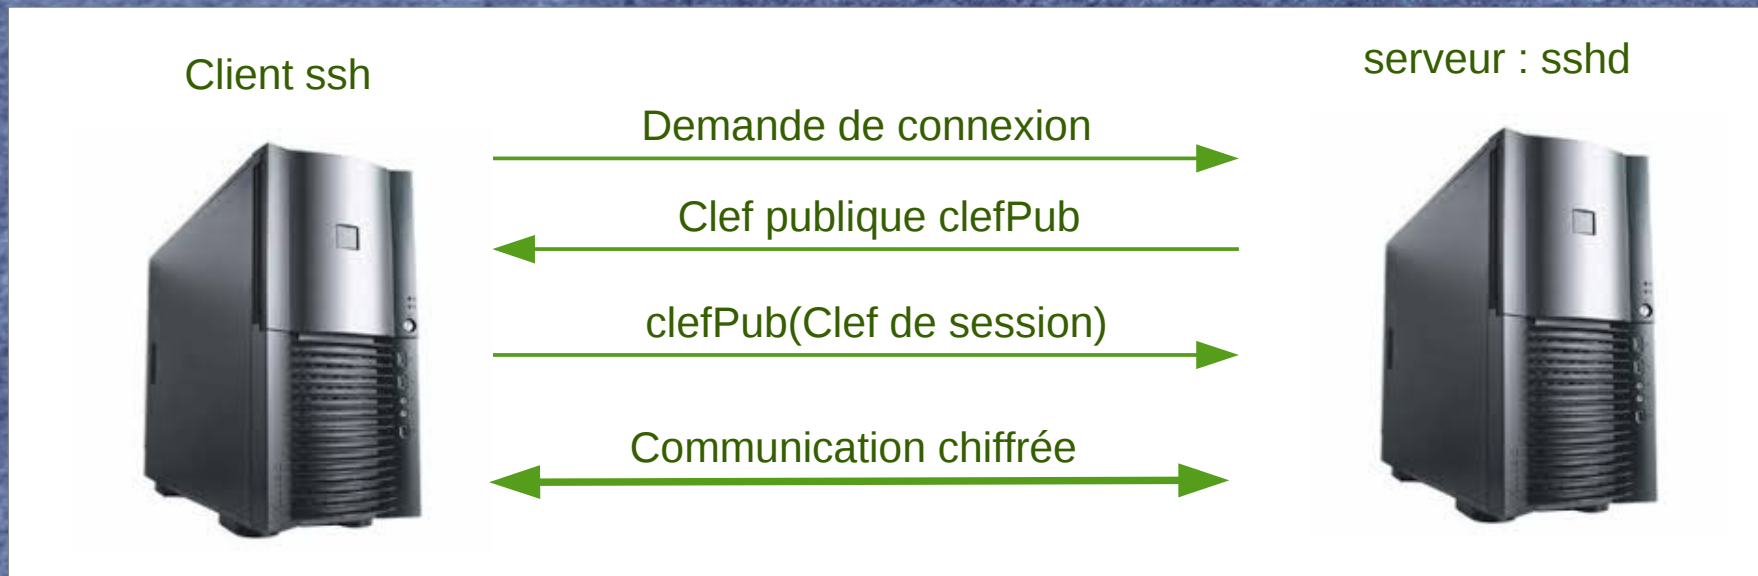 Client ssh
serveur : sshd
Demande de connexion
Clef publique clefPub
clefPub(Clef de session)
Communication chiffrée